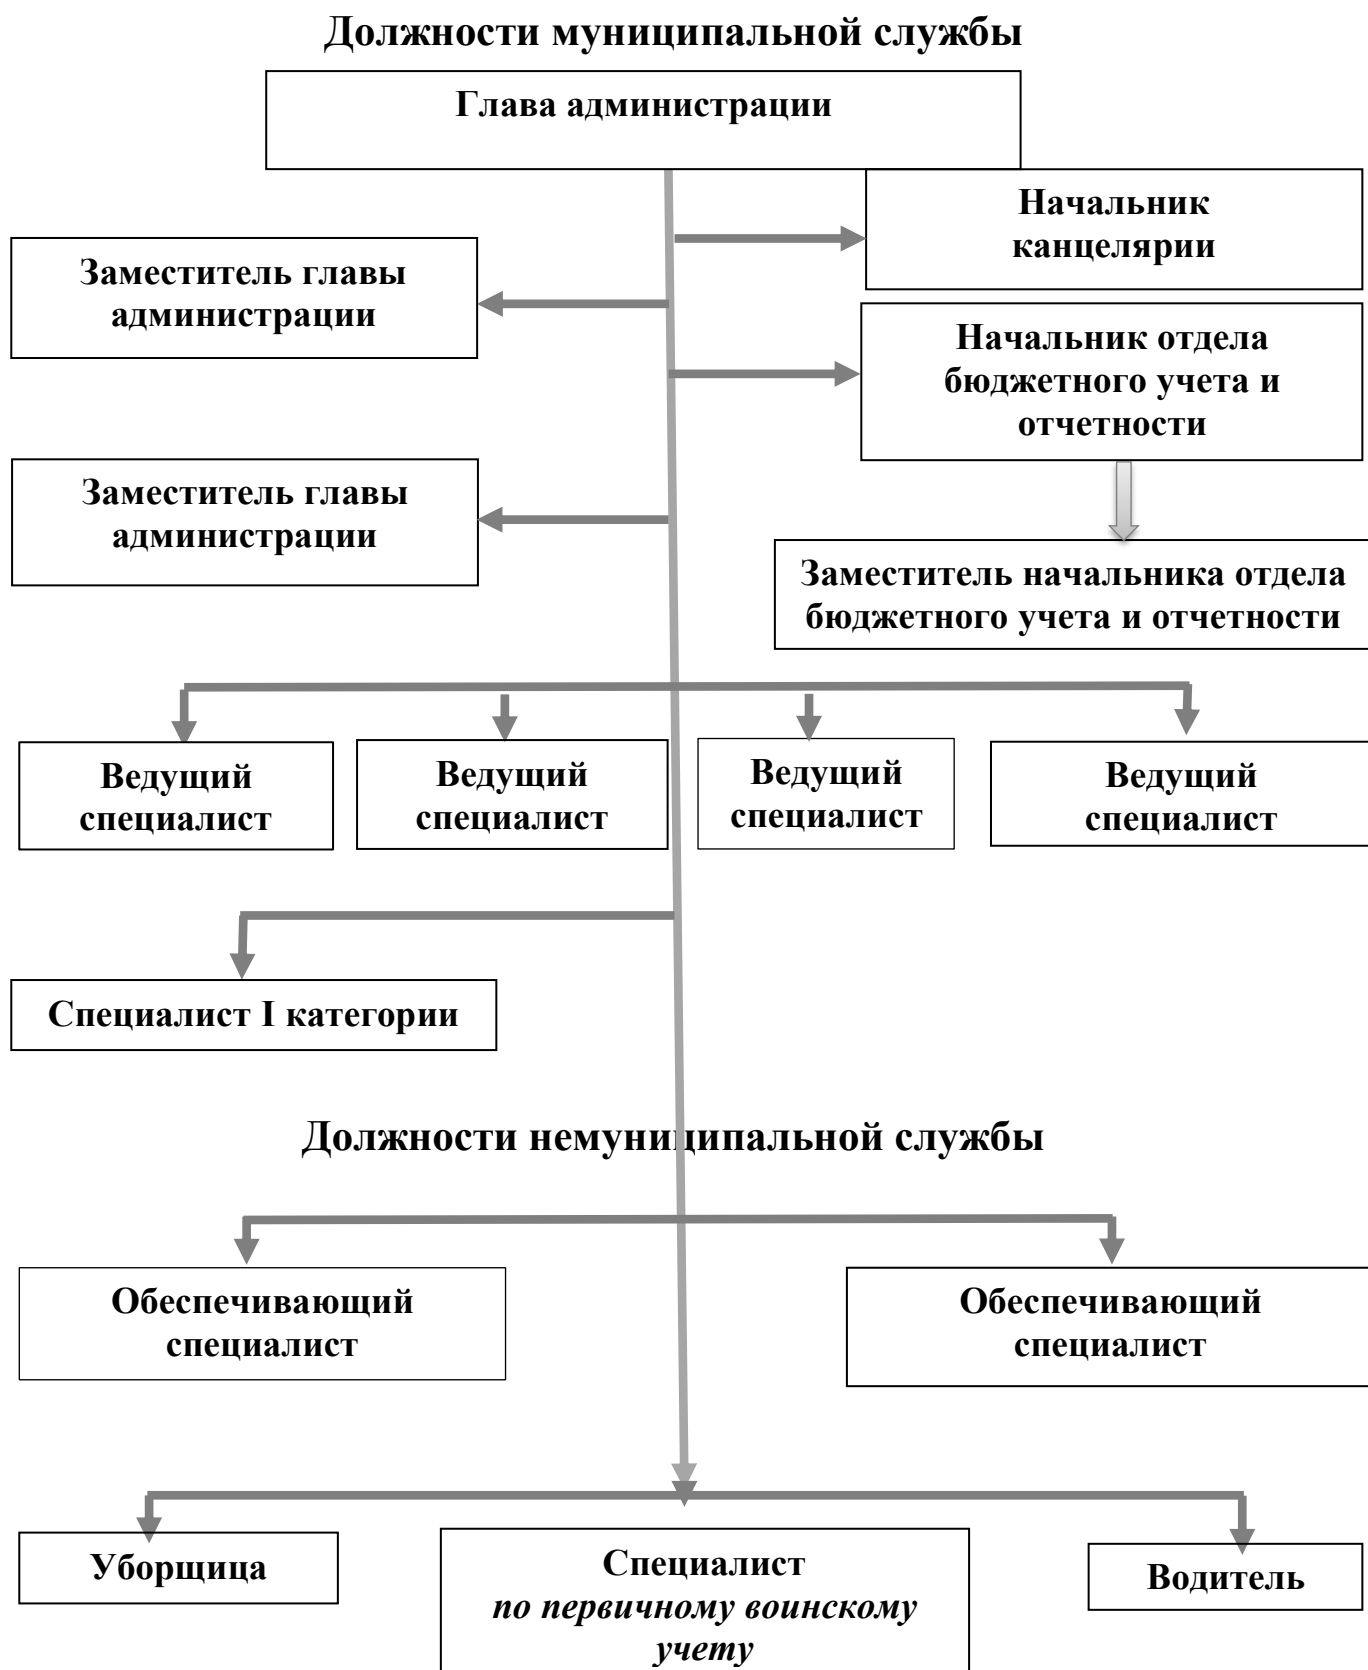 Должности муниципальной службы
Глава администрации
Начальник
канцелярии
Заместитель главы
администрации
Начальник отдела
бюджетного учета и
отчетности
Заместитель главы
администрации
Заместитель начальника отдела
бюджетного учета и отчетности
Ведущий
специалист
Ведущий
специалист
Ведущий
специалист
Ведущий
специалист
Специалист I категории
Должности немуниципальной службы
Обеспечивающий
специалист
Обеспечивающий
специалист
Уборщица
Специалист
по первичному воинскому
учету
Водитель